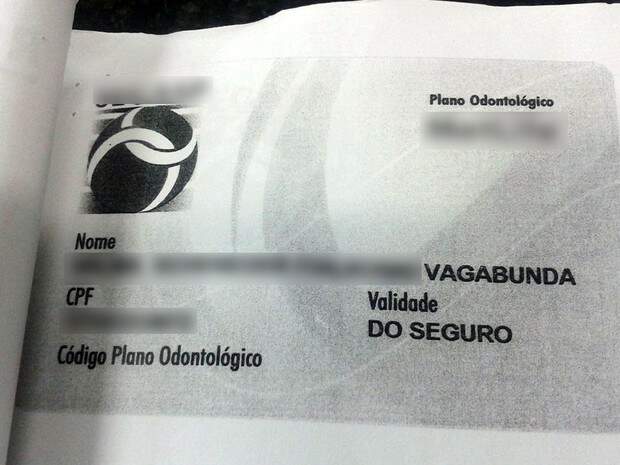 Plano Odontológico
Nome
VAGABUNDA
CPF
Validade
DO SEGURO
Código Plano Odontológico